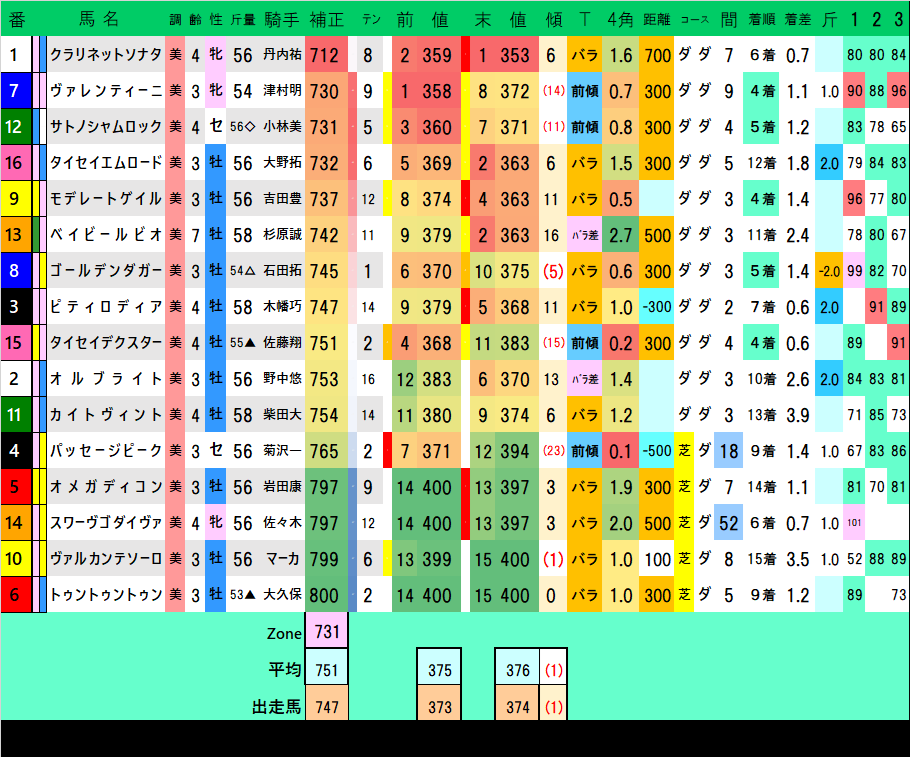 番 馬名 調 齢 性 斤量 騎手 補正 テン 前 値 末 値 傾 T 4角 距離 コース 間 着順 着差 斤 1 2 3
1 クラリネットソナタ 美 4 牝 56 丹内祐 712 8 2 359 1 353 6 バラ 1.6 700 ダ ダ 7 6着 0.7 80 80 84
7 ヴァレンティーニ 美 3 牝 54 津村明 730 9 1 358 8 372 (14) 前傾 0.7 300 ダ ダ 9 4着 1.1 1.0 90 88 96
12 サトノシャムロック 美 4 セ 56◇ 小林美 731 5 3 360 7 371 (11) 前傾 0.8 300 ダ ダ 4 5着 1.2 83 78 65
16 タイセイエムロード 美 3 牡 56 大野拓 732 6 5 369 2 363 6 バラ 1.5 300 ダ ダ 5 12着 1.8 2.0 79 84 83
9 モデレートゲイル 美 3 牡 56 吉田豊 737 12 8 374 4 363 11 バラ 0.5 ダ ダ 3 4着 1.4 96 77 80
13 ベイビールビオ 美 7 牡 58 杉原誠 742 11 9 379 2 363 16 バラ差 2.7 500 ダ ダ 3 11着 2.4 78 80 67
8 ゴールデンダガー 美 3 牡 54△ 石田拓 745 1 6 370 10 375 (5) バラ 0.6 300 ダ ダ 3 5着 1.4 -2.0 99 82 70
3 ピティロディア 美 4 牡 58 木幡巧 747 14 9 379 5 368 11 バラ 1.0 -300 ダ ダ 2 7着 0.6 2.0 91 89
15 タイセイデクスター 美 4 牡 55▲ 佐藤翔 751 2 4 368 11 383 (15) 前傾 0.2 300 ダ ダ 4 4着 0.6 89 91
2 オルブライト 美 4 牡 56 野中悠 753 16 12 383 6 370 13 バラ差 1.4 ダ ダ 3 10着 2.6 2.0 84 83 81
11 カイトヴィント 美 4 牡 58 柴田大 754 14 11 380 9 374 6 バラ 1.2 ダ ダ 3 13着 3.9 71 85 73
4 パッセージピーク 美 3 セ 56 菊沢一 765 2 7 371 12 394 (23) 前傾 0.1 -500 芝 ダ 18 9着 1.4 1.0 67 83 86
5 オメガディコン 美 3 牡 56 岩田康 797 9 14 400 13 397 3 バラ 1.9 300 芝 ダ 7 14着 1.1 81 70 81
14 スワーヴゴダイヴァ 美 4 牝 56 佐々木 797 12 14 400 13 397 3 バラ 2.0 500 芝 ダ 52 6着 0.7 1.0 101
10 ヴァルカンテソーロ 美 3 牡 56 マーカ 799 6 13 399 15 400 (1) バラ 1.0 100 芝 ダ 8 15着 3.5 1.0 52 88 89
6 トゥントゥントゥン 美 3 牡 53▲ 大久保 800 2 14 400 15 400 0 バラ 1.0 300 芝 ダ 5 9着 1.2 89 73
Zone 731
平均 751 375 376 (1)
出走馬 747 373 374 (1)